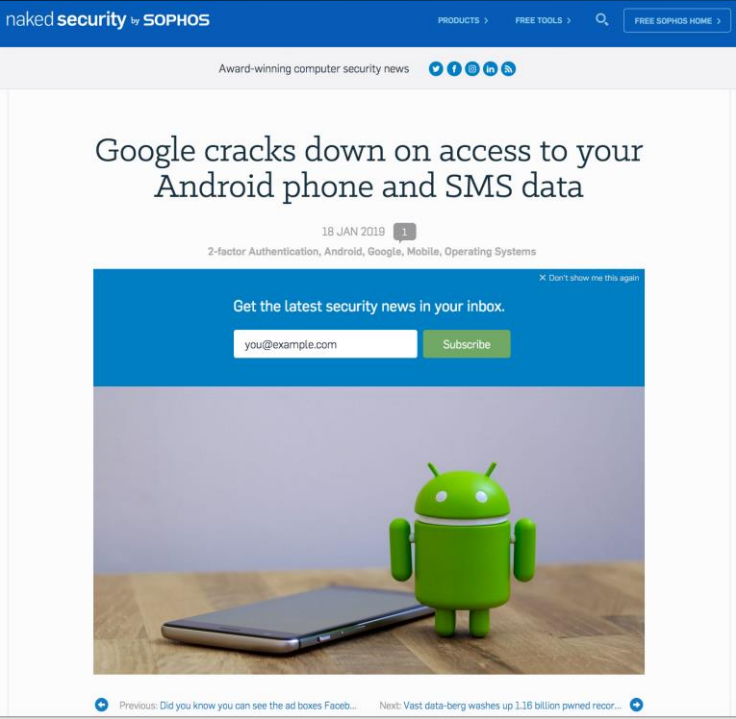 naked security by SOPHOS
PRODUCTS >
FREE TOOLS >
FREE SOPHOS HOME >
Award-winning computer security news
Google cracks down on access to your
Android phone and SMS data
18 JAN 2019 1
2-factor Authentication, Android, Google, Mobile, Operating Systems
× Don't show me this again
Get the latest security news in your inbox.
you@example.com
Subscribe
Previous: Did you know you can see the ad boxes Faceb...
Next: Vast data-berg washes up 1.16 billion pwned recor...